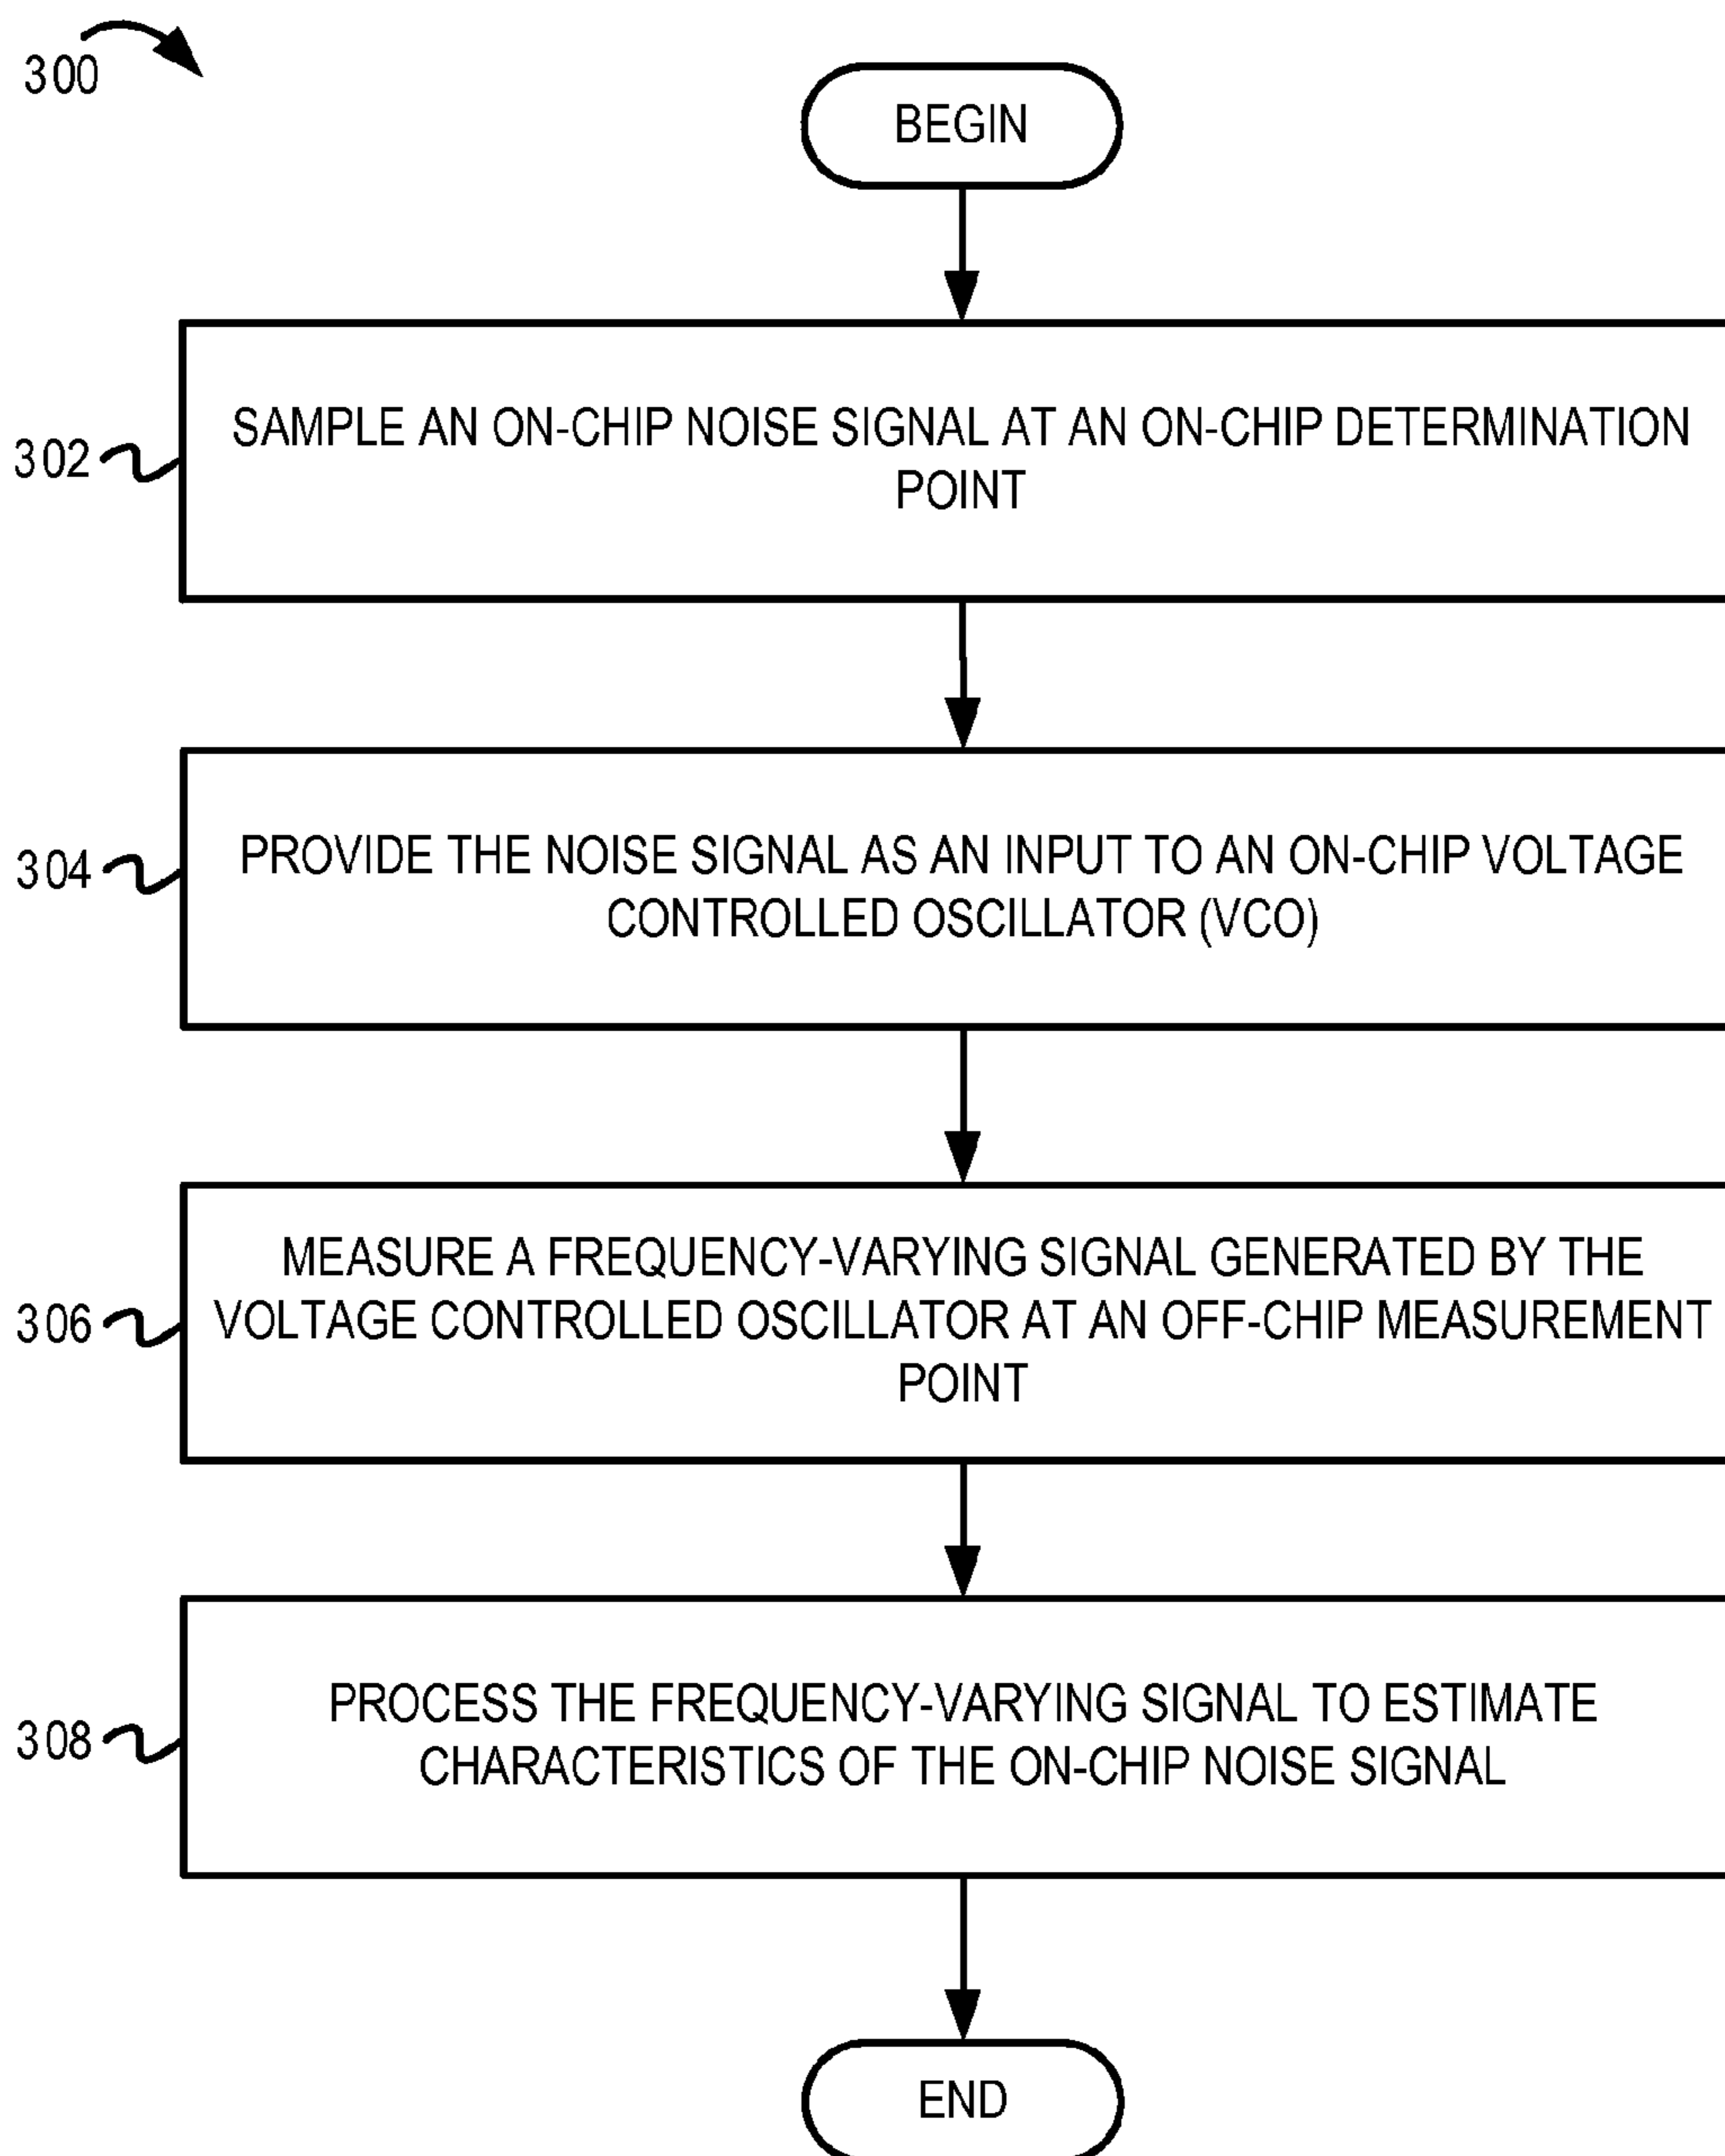 300
BEGIN
302
SAMPLE AN ON-CHIP NOISE SIGNAL AT AN ON-CHIP DETERMINATION
POINT
304
PROVIDE THE NOISE SIGNAL AS AN INPUT TO AN ON-CHIP VOLTAGE
CONTROLLED OSCILLATOR (VCO)
306
MEASURE A FREQUENCY-VARYING SIGNAL GENERATED BY THE
VOLTAGE CONTROLLED OSCILLATOR AT AN OFF-CHIP MEASUREMENT
POINT
308
PROCESS THE FREQUENCY-VARYING SIGNAL TO ESTIMATE
CHARACTERISTICS OF THE ON-CHIP NOISE SIGNAL
END